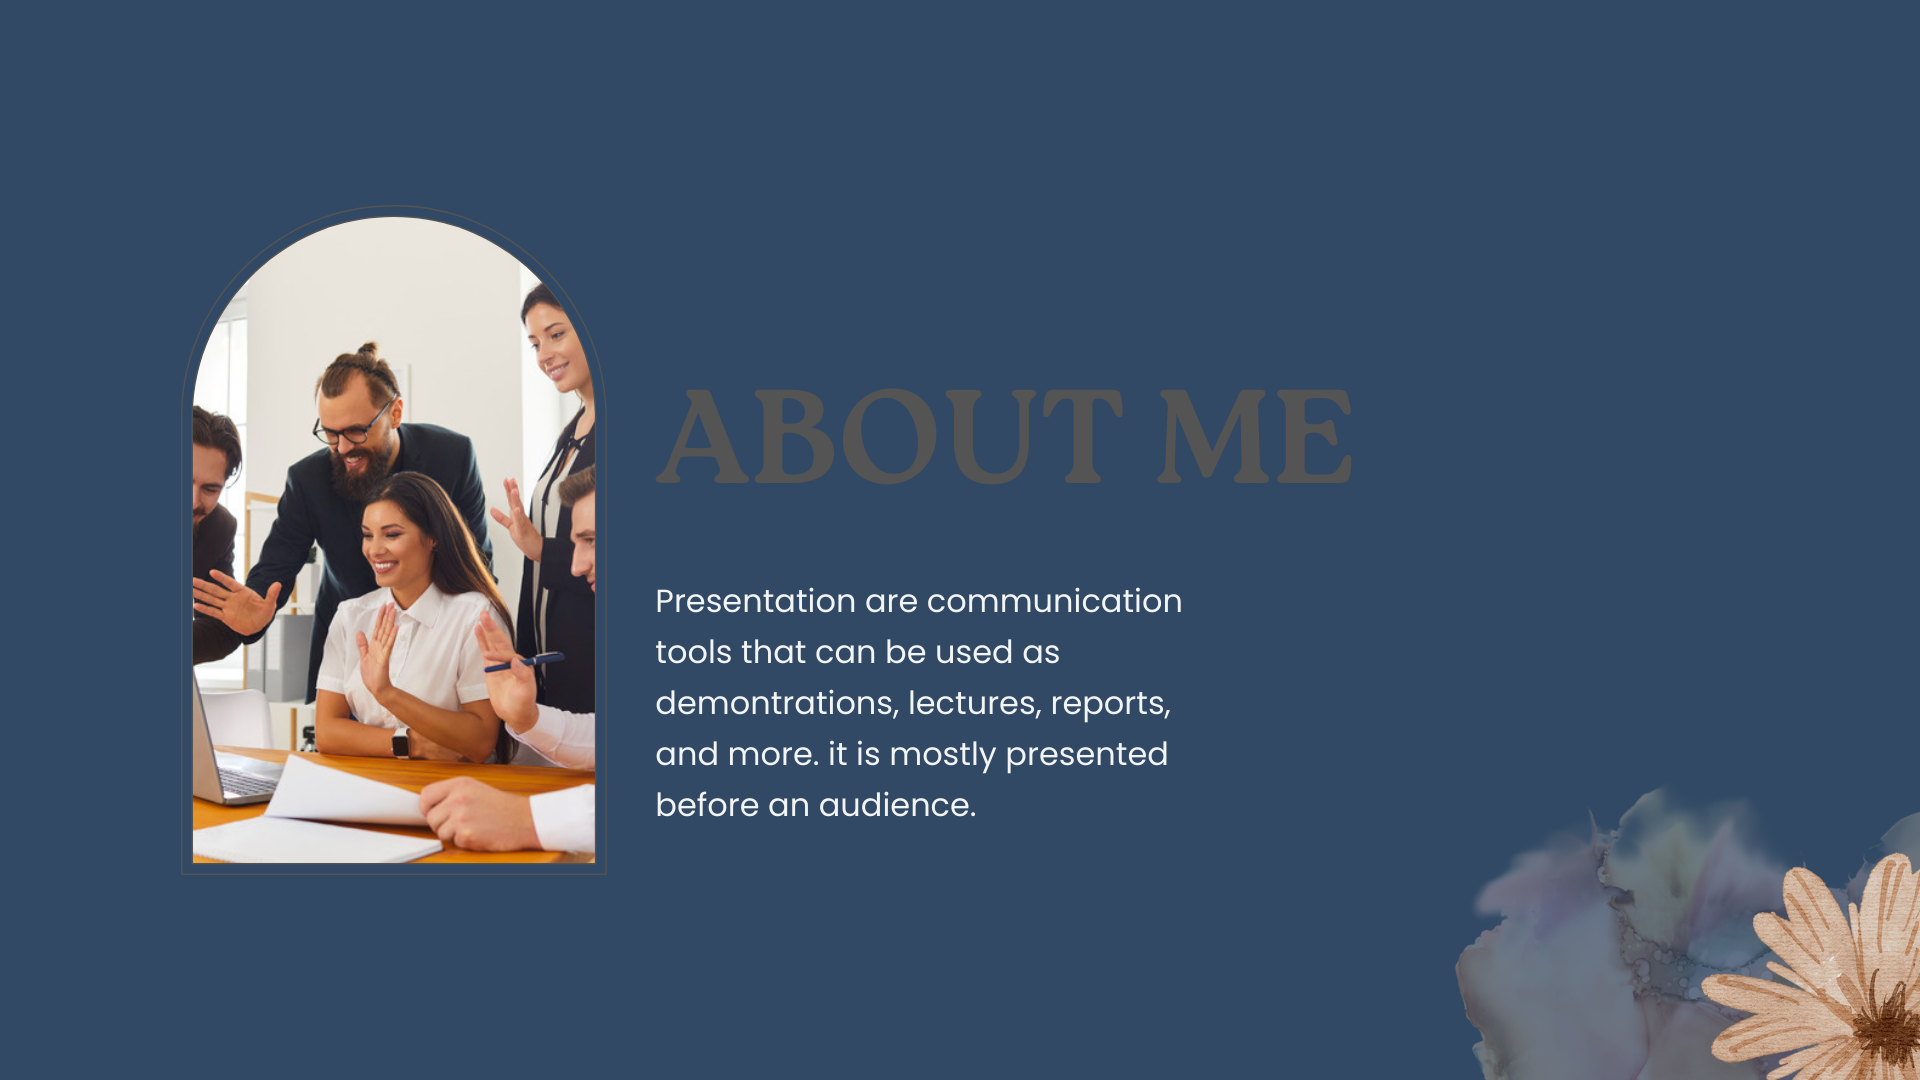 ABOUT ME
Presentation are communication
tools that can be used as
demontrations, lectures, reports,
and more. it is mostly presented
before an audience.